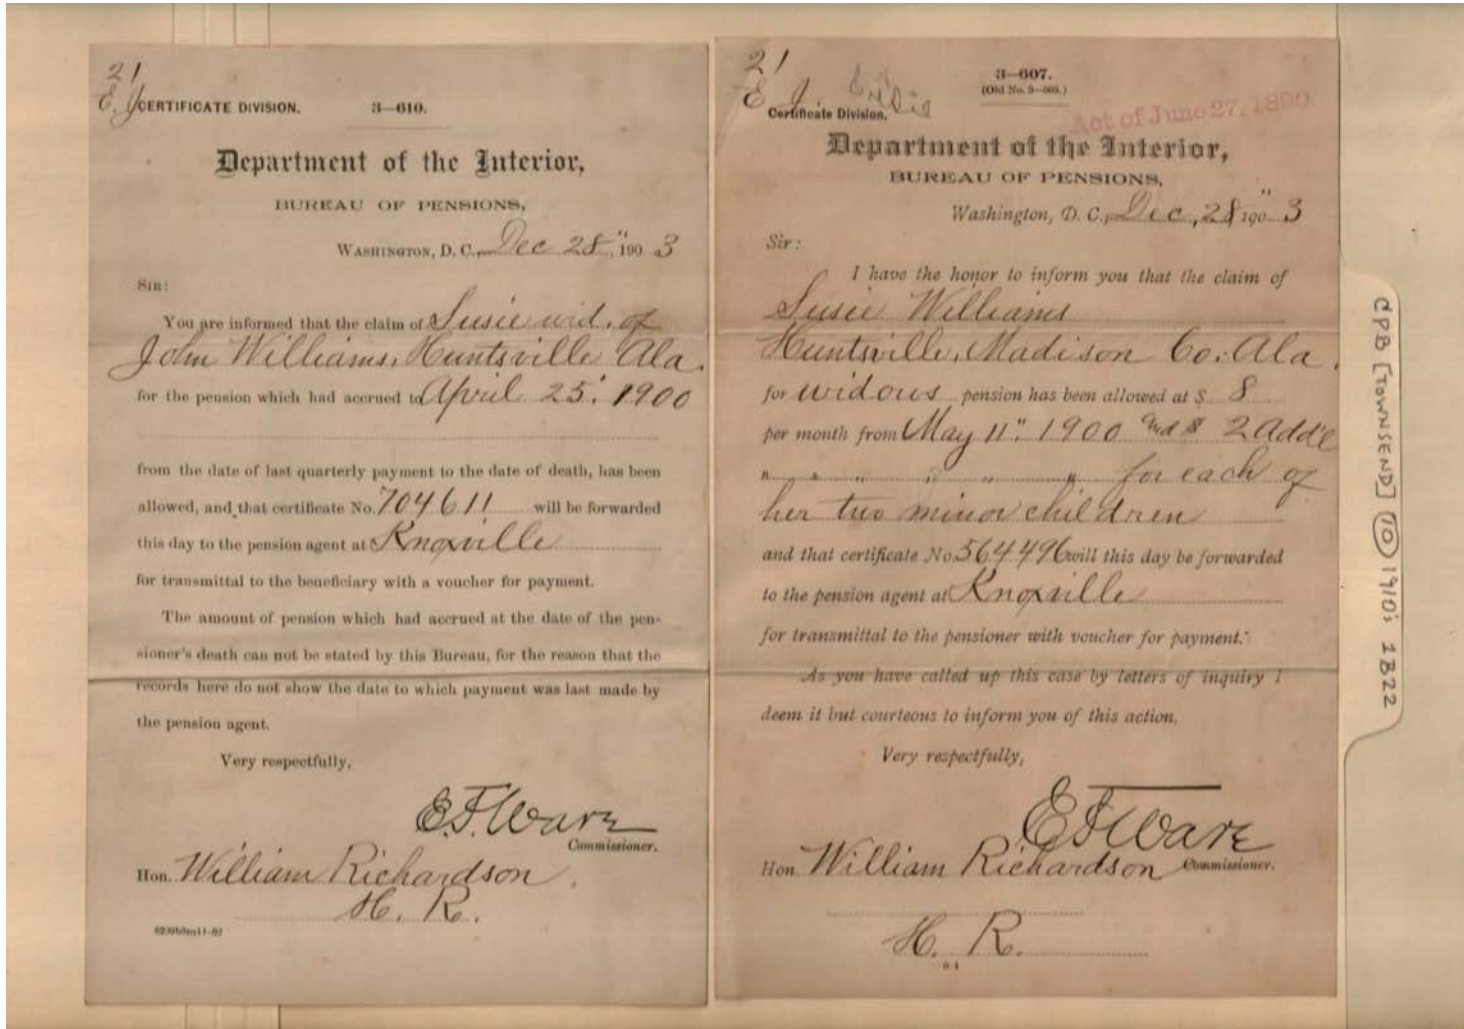 21
E. J. CERTIFICATE DIVISION. 3—610.
Department of the Interior,
BUREAU OF PENSIONS,
WASHINGTON, D. C., Dec 28", 1903
SIR:
You are informed that the claim of Susie wid. of
John Williams, Huntsville Ala.
for the pension which had accrued to April 25, 1900
from the date of last quarterly payment to the date of death, has been
allowed, and that certificate No. 704611 will be forwarded
this day to the pension agent at Knoxville
for transmittal to the beneficiary with a voucher for payment.
The amount of pension which had accrued at the date of the pen-
sioner's death can not be stated by this Bureau, for the reason that the
records here do not show the date to which payment was last made by
the pension agent.
Very respectfully,
E.F. Ware
Commissioner.
Hon. William Richardson,
H. R.
21
3—607.
E J.
(Old No. 3—608.)
Certificate Division.
Act of June 27, 1890.
Department of the Interior,
BUREAU OF PENSIONS,
Washington, D. C., Dec, 28", 1903
Sir:
I have the honor to inform you that the claim of
Susie Williams
Huntsville, Madison Co. Ala.
for widows pension has been allowed at $ 8
per month from May 11". 1900 and $ 2 add'l
" " " " " " for each of
her two minor children
and that certificate No. 564496 will this day be forwarded
to the pension agent at Knoxville
for transmittal to the pensioner with voucher for payment.
As you have called up this case by letters of inquiry I
deem it but courteous to inform you of this action.
Very respectfully,
E F Ware
Commissioner.
Hon. William Richardson
H. R.
94
CPB [TOWNSEND] 10 1910's 1B22